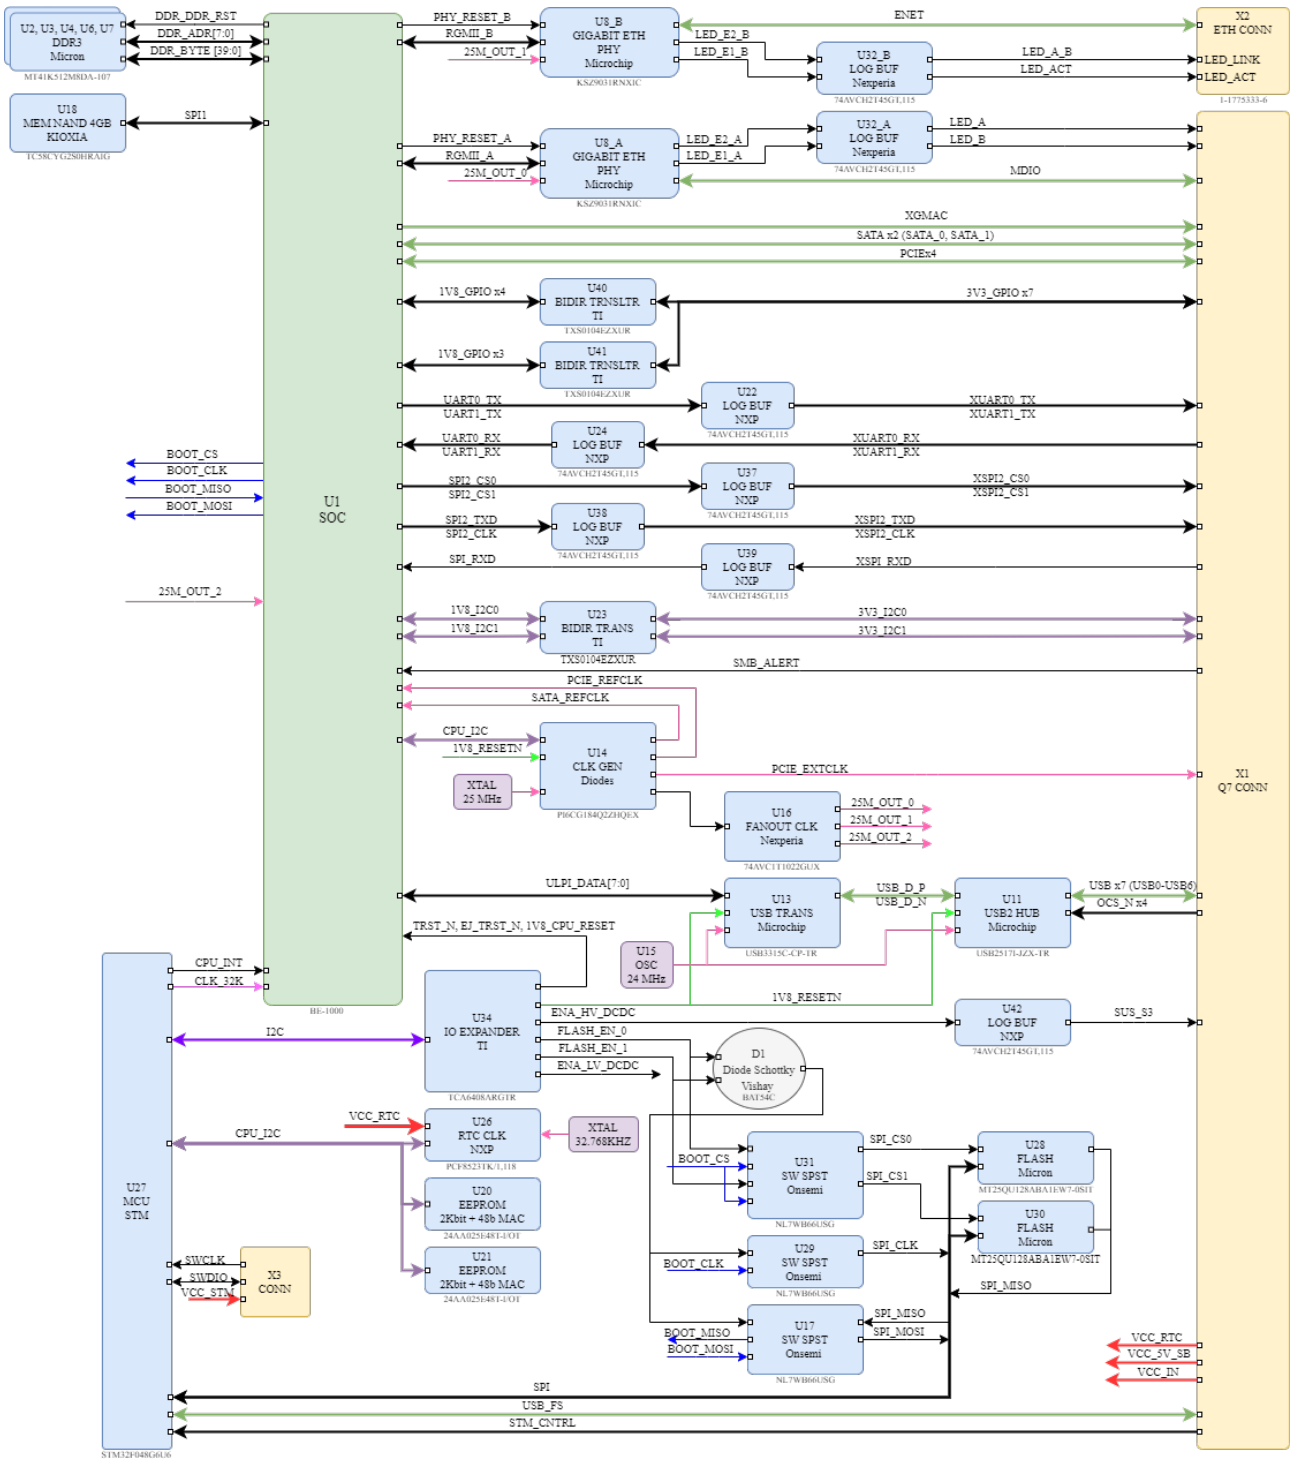 U2, U3, U4, U6, U7
DDR3
Micron
MT41K512M8DA-107
DDR_DDR_RST
DDR_ADR[7:0]
DDR_BYTE [39:0]
U18
MEM NAND 4GB
KIOXIA
TC58CYG2S0HRAIG
SPI1
PHY_RESET_B
RGMII_B
25M_OUT_1
U8_B
GIGABIT ETH
PHY
Microchip
KSZ9031RNXIC
ENET
LED_E2_B
LED_E1_B
U32_B
LOG BUF
Nexperia
74AVCH2T45GT,115
LED_A_B
LED_ACT
X2
ETH CONN
LED_LINK
LED_ACT
1-1775333-6
PHY_RESET_A
RGMII_A
25M_OUT_0
U8_A
GIGABIT ETH
PHY
Microchip
KSZ9031RNXIC
LED_E2_A
LED_E1_A
U32_A
LOG BUF
Nexperia
74AVCH2T45GT,115
LED_A
LED_B
MDIO
XGMAC
SATA x2 (SATA_0, SATA_1)
PCIEx4
1V8_GPIO x4
U40
BIDIR TRNSLTR
TI
TXS0104EZXUR
3V3_GPIO x7
1V8_GPIO x3
U41
BIDIR TRNSLTR
TI
TXS0104EZXUR
UART0_TX
UART1_TX
U22
LOG BUF
NXP
74AVCH2T45GT,115
XUART0_TX
XUART1_TX
UART0_RX
UART1_RX
U24
LOG BUF
NXP
74AVCH2T45GT,115
XUART0_RX
XUART1_RX
BOOT_CS
BOOT_CLK
BOOT_MISO
BOOT_MOSI
U1
SOC
SPI2_CS0
SPI2_CS1
U37
LOG BUF
NXP
74AVCH2T45GT,115
XSPI2_CS0
XSPI2_CS1
SPI2_TXD
SPI2_CLK
U38
LOG BUF
NXP
74AVCH2T45GT,115
XSPI2_TXD
XSPI2_CLK
SPI_RXD
U39
LOG BUF
NXP
74AVCH2T45GT,115
XSPI_RXD
25M_OUT_2
1V8_I2C0
1V8_I2C1
U23
BIDIR TRANS
TI
TXS0104EZXUR
3V3_I2C0
3V3_I2C1
SMB_ALERT
PCIE_REFCLK
SATA_REFCLK
CPU_I2C
1V8_RESETN
XTAL
25 MHz
U14
CLK GEN
Diodes
PI6CG184Q2ZHQEX
PCIE_EXTCLK
X1
Q7 CONN
U16
FANOUT CLK
Nexperia
74AVC1T1022GUX
25M_OUT_0
25M_OUT_1
25M_OUT_2
ULPI_DATA[7:0]
U13
USB TRANS
Microchip
USB3315C-CP-TR
USB_D_P
USB_D_N
U11
USB2 HUB
Microchip
USB2517I-JZX-TR
USB x7 (USB0-USB6)
OCS_N x4
TRST_N, EJ_TRST_N, 1V8_CPU_RESET
U15
OSC
24 MHz
CPU_INT
CLK_32K
BE-1000
1V8_RESETN
I2C
U34
IO EXPANDER
TI
TCA6408ARGTR
ENA_HV_DCDC
FLASH_EN_0
FLASH_EN_1
ENA_LV_DCDC
U42
LOG BUF
NXP
74AVCH2T45GT,115
SUS_S3
D1
Diode Schottky
Vishay
BAT54C
VCC_RTC
CPU_I2C
U26
RTC CLK
NXP
PCF8523TK/1,118
XTAL
32.768KHZ
U20
EEPROM
2Kbit + 48b MAC
24AA025E48T-I/OT
U21
EEPROM
2Kbit + 48b MAC
24AA025E48T-I/OT
U27
MCU
STM
STM32F048G6U6
SWCLK
SWDIO
VCC_STM
X3
CONN
BOOT_CS
U31
SW SPST
Onsemi
NL7WB66USG
SPI_CS0
SPI_CS1
U28
FLASH
Micron
MT25QU128ABA1EW7-0SIT
U30
FLASH
Micron
MT25QU128ABA1EW7-0SIT
BOOT_CLK
U29
SW SPST
Onsemi
NL7WB66USG
SPI_CLK
SPI_MISO
BOOT_MISO
BOOT_MOSI
U17
SW SPST
Onsemi
NL7WB66USG
SPI_MISO
SPI_MOSI
VCC_RTC
VCC_5V_SB
VCC_IN
SPI
USB_FS
STM_CNTRL